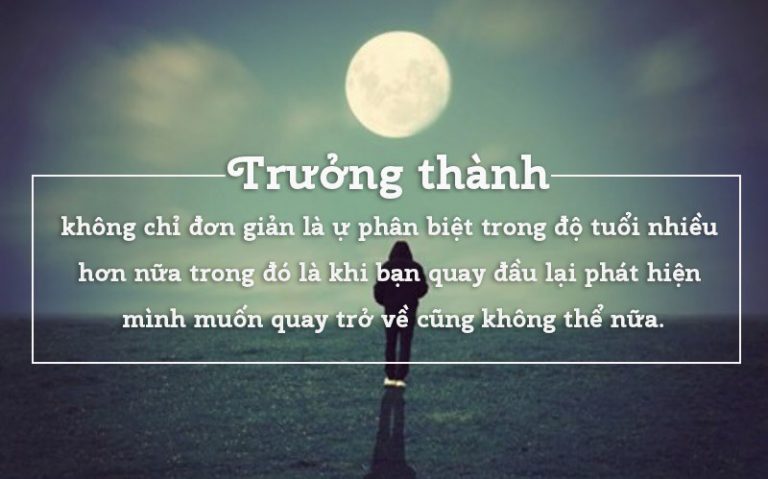 Trưởng thành
không chỉ đơn giản là ự phân biệt trong độ tuổi nhiều
hơn nữa trong đó là khi bạn quay đầu lại phát hiện
mình muốn quay trở về cũng không thể nữa.